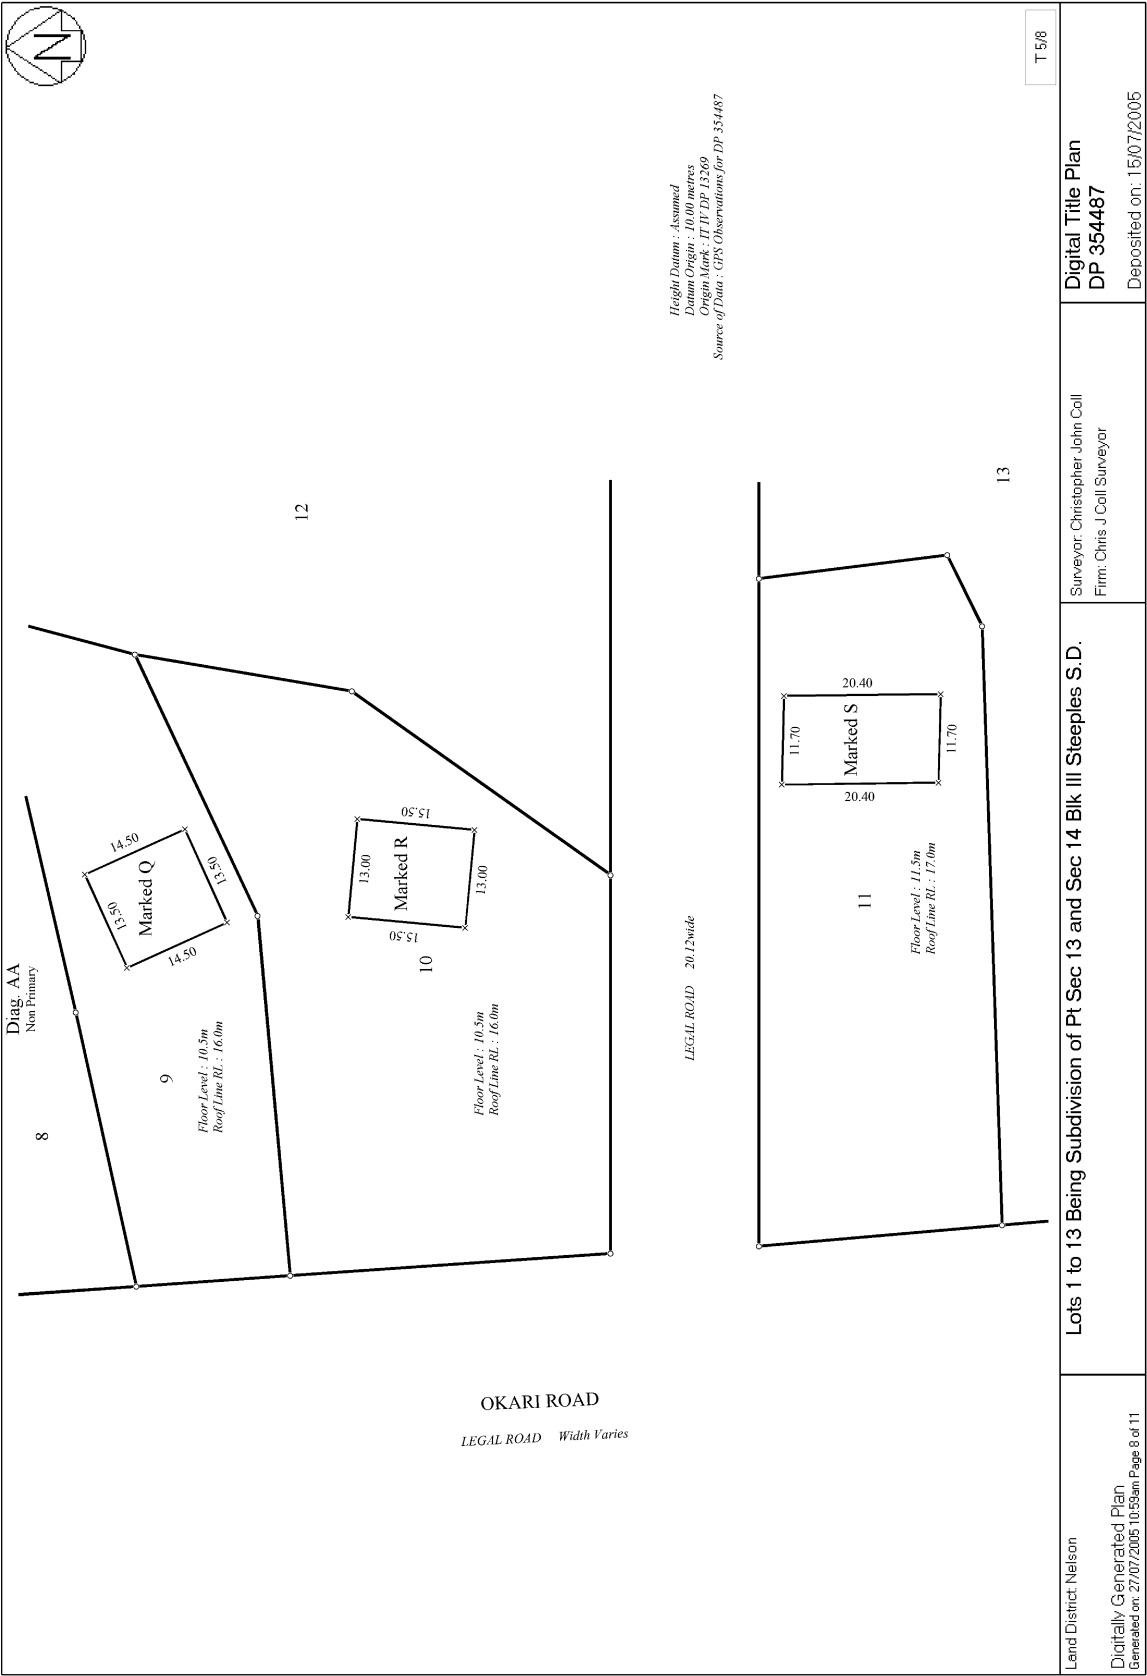 N
T 5/8
Diag. AA
Non Primary
8
9
Floor Level : 10.5m
Roof Line RL : 16.0m
Marked Q
14.50
13.50
13.50
14.50
12
Marked R
15.50
13.00
13.00
15.50
10
Floor Level : 10.5m
Roof Line RL : 16.0m
Height Datum : Assumed
Datum Origin : 10.00 metres
Origin Mark : IT IV DP 13269
Source of Data : GPS Observations for DP 354487
LEGAL ROAD 20.12wide
Marked S
20.40
11.70
11.70
20.40
11
Floor Level : 11.5m
Roof Line RL : 17.0m
13
OKARI ROAD
LEGAL ROAD Width Varies
Land District: Nelson
Digitally Generated Plan
Generated on: 27/07/2005 10:59am Page 8 of 11
Lots 1 to 13 Being Subdivision of Pt Sec 13 and Sec 14 Blk III Steeples S.D.
Surveyor: Christopher John Coll
Firm: Chris J Coll Surveyor
Digital Title Plan
DP 354487
Deposited on: 15/07/2005